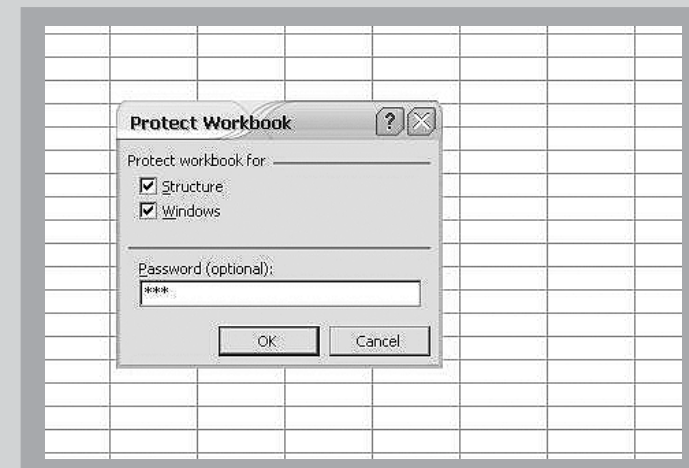 Protect Workbook
?
Protect workbook for
Structure
Windows
Password (optional):
***
OK
Cancel